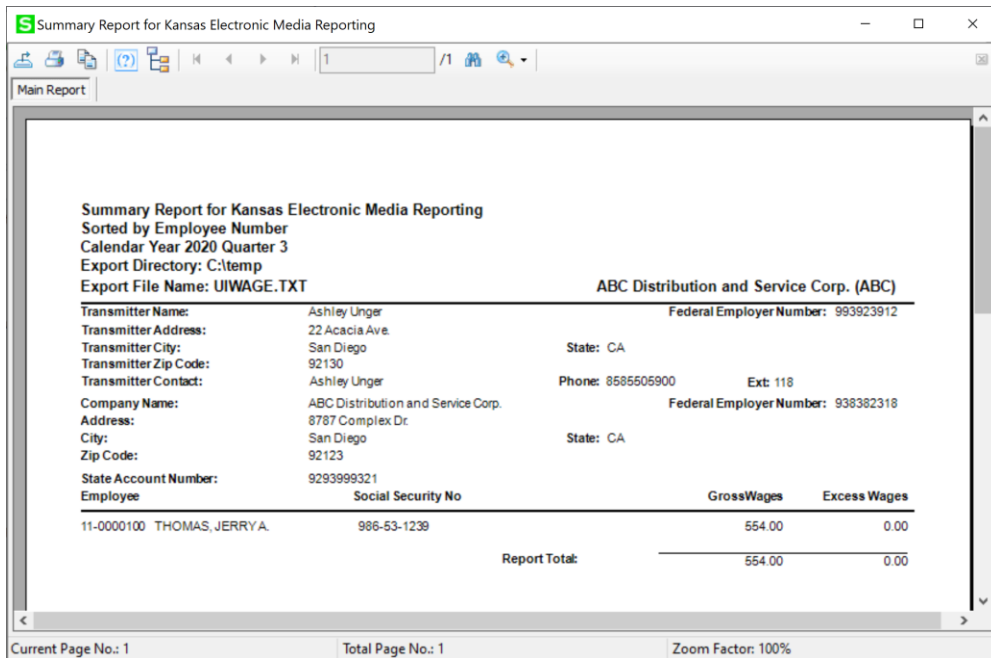 S Summary Report for Kansas Electronic Media Reporting
(?) 1 /1
Main Report
Summary Report for Kansas Electronic Media Reporting
Sorted by Employee Number
Calendar Year 2020 Quarter 3
Export Directory: C:\temp
Export File Name: UIWAGE.TXT ABC Distribution and Service Corp. (ABC)
Transmitter Name: Ashley Unger Federal Employer Number: 993923912
Transmitter Address: 22 Acacia Ave.
Transmitter City: San Diego State: CA
Transmitter Zip Code: 92130
Transmitter Contact: Ashley Unger Phone: 8585505900 Ext: 118
Company Name: ABC Distribution and Service Corp. Federal Employer Number: 938382318
Address: 8787 Complex Dr.
City: San Diego State: CA
Zip Code: 92123
State Account Number: 9293999321
Employee Social Security No GrossWages Excess Wages
11-0000100 THOMAS, JERRY A. 986-53-1239 554.00 0.00
Report Total: 554.00 0.00
Current Page No.: 1 Total Page No.: 1 Zoom Factor: 100%